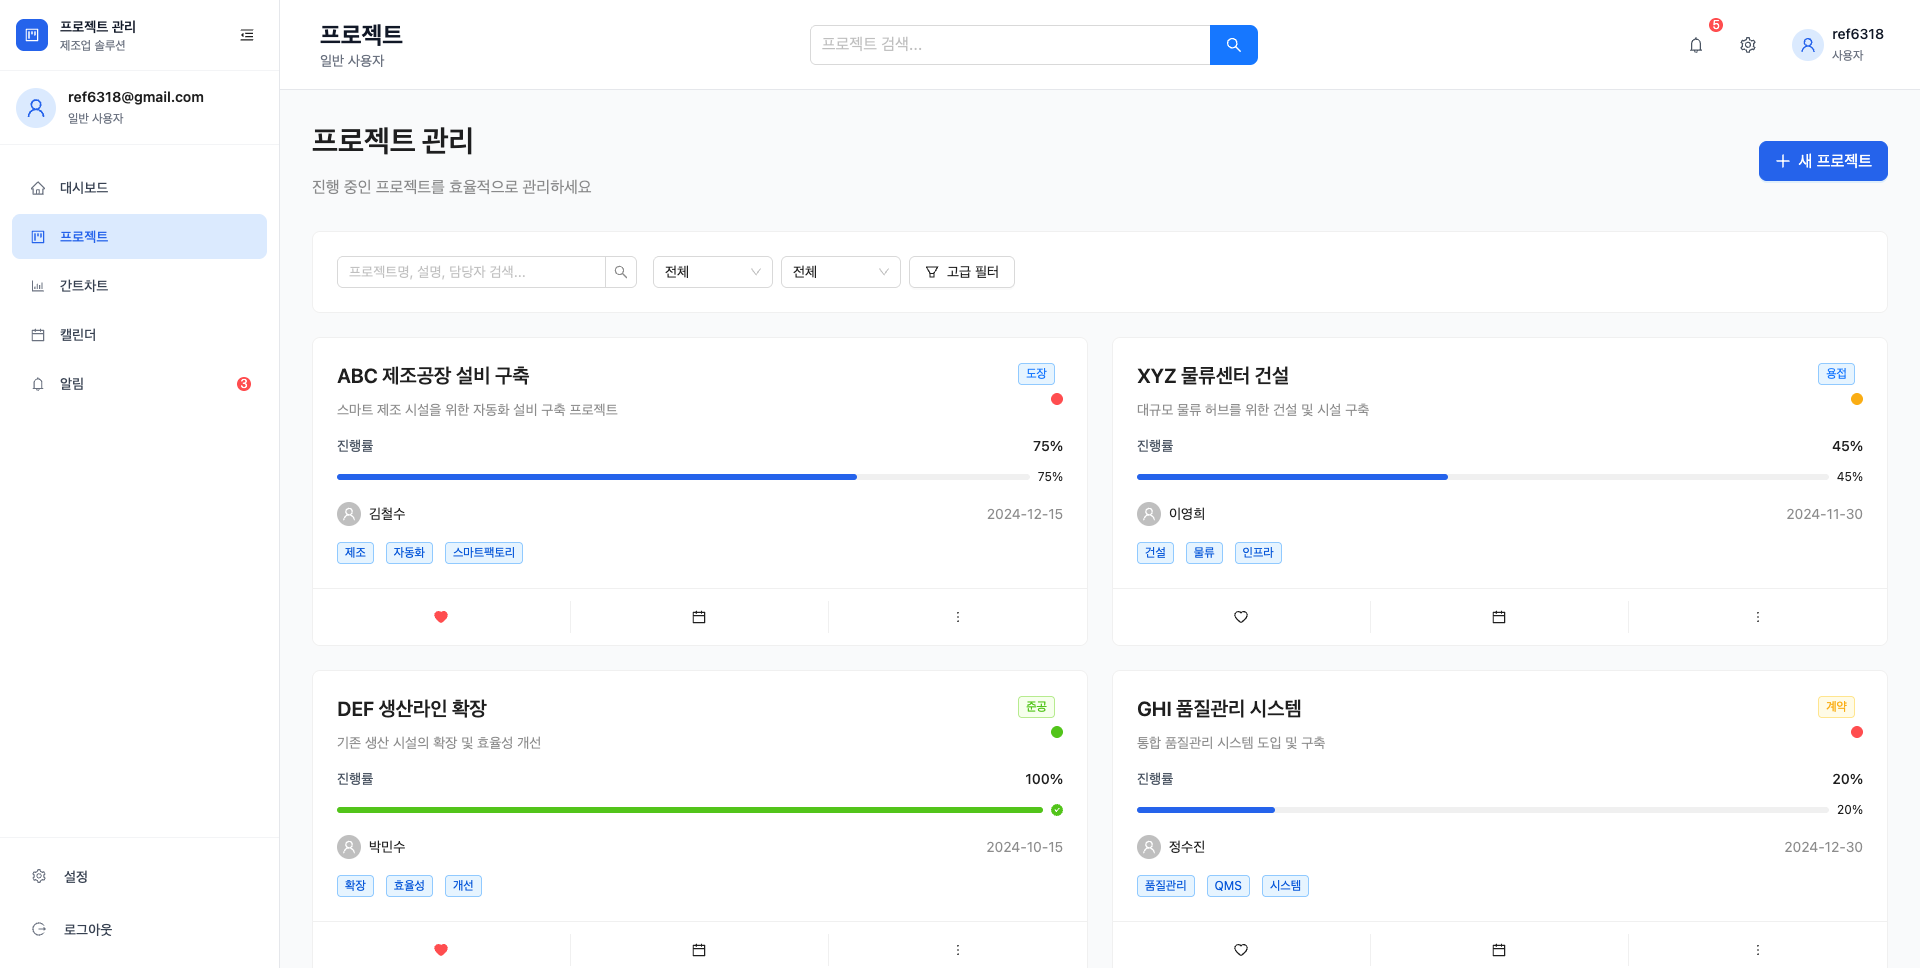 프로젝트 관리
제조업 솔루션
ref6318@gmail.com
일반 사용자
대시보드
프로젝트
간트차트
캘린더
알림
3
설정
로그아웃
프로젝트
일반 사용자
프로젝트 검색...
5
ref6318
사용자
프로젝트 관리
진행 중인 프로젝트를 효율적으로 관리하세요
새 프로젝트
프로젝트명, 설명, 담당자 검색...
전체
전체
고급 필터
ABC 제조공장 설비 구축
도장
스마트 제조 시설을 위한 자동화 설비 구축 프로젝트
진행률
75%
75%
김철수
2024-12-15
제조
자동화
스마트팩토리
XYZ 물류센터 건설
용접
대규모 물류 허브를 위한 건설 및 시설 구축
진행률
45%
45%
이영희
2024-11-30
건설
물류
인프라
DEF 생산라인 확장
준공
기존 생산 시설의 확장 및 효율성 개선
진행률
100%
박민수
2024-10-15
확장
효율성
개선
GHI 품질관리 시스템
계약
통합 품질관리 시스템 도입 및 구축
진행률
20%
20%
정수진
2024-12-30
품질관리
QMS
시스템